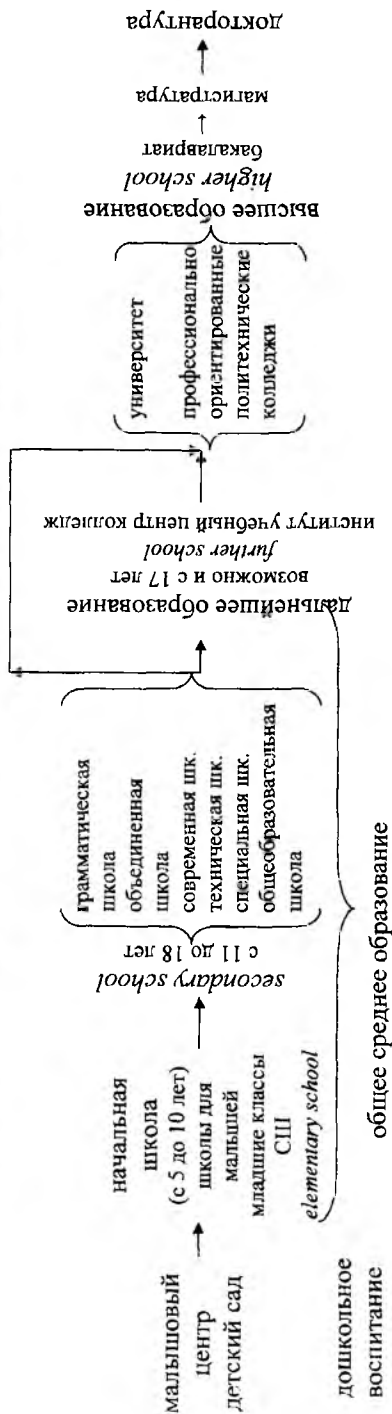 малышовый
центр
детский сад
дошкольное
воспитание
начальная
школа
(с 5 до 10 лет)
школы для
малышей
младшие классы
СШ
elementary school
общее среднее образование
secondary school
с 11 до 18 лет
грамматическая
школа
объединенная
школа
современная шк.
техническая шк.
специальная шк.
общеобразовательная
школа
дальнейшее образование
возможно и с 17 лет
further school
институт учебный центр колледж
университет
профессионально
ориентированные
политехнические
колледжи
высшее образование
higher school
бакалавриат
магистратура
докторантура